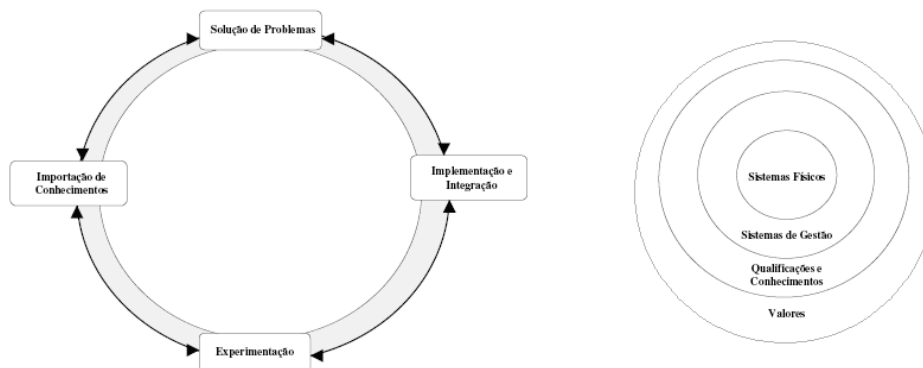 Solução de Problemas
Importação de
Conhecimentos
Implementação e
Integração
Experimentação
Sistemas Físicos
Sistemas de Gestão
Qualificações e
Conhecimentos
Valores